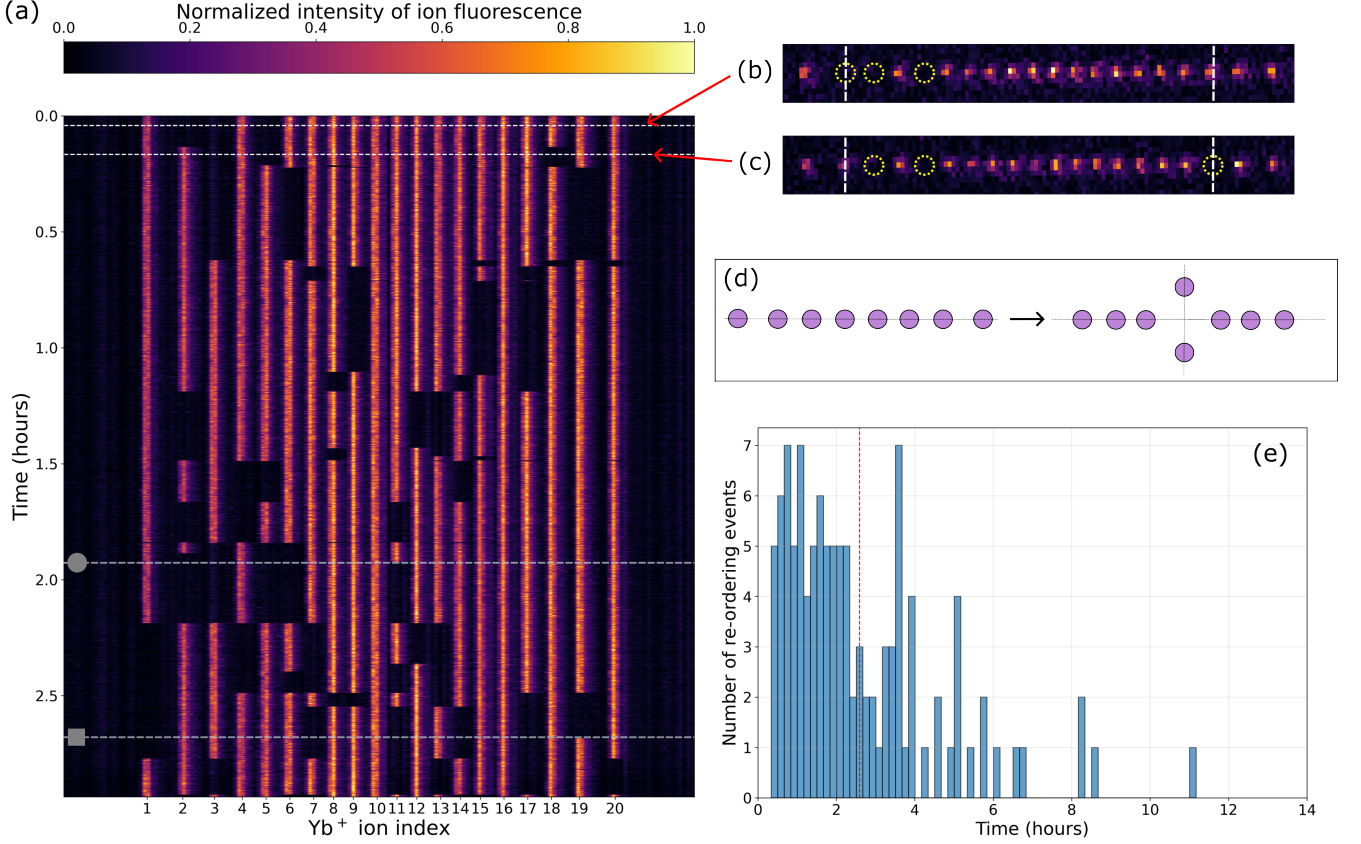 (a)
Normalized intensity of ion fluorescence
0.0 0.2 0.4 0.6 0.8 1.0
Time (hours)
0.0
0.5
1.0
1.5
2.0
2.5
1 2 3 4 5 6 7 8 9 10 11 12 13 14 15 16 17 18 19 20
Yb⁺ ion index
(b)
(c)
(d)
(e)
Number of re-ordering events
7
6
5
4
3
2
1
0
0 2 4 6 8 10 12 14
Time (hours)